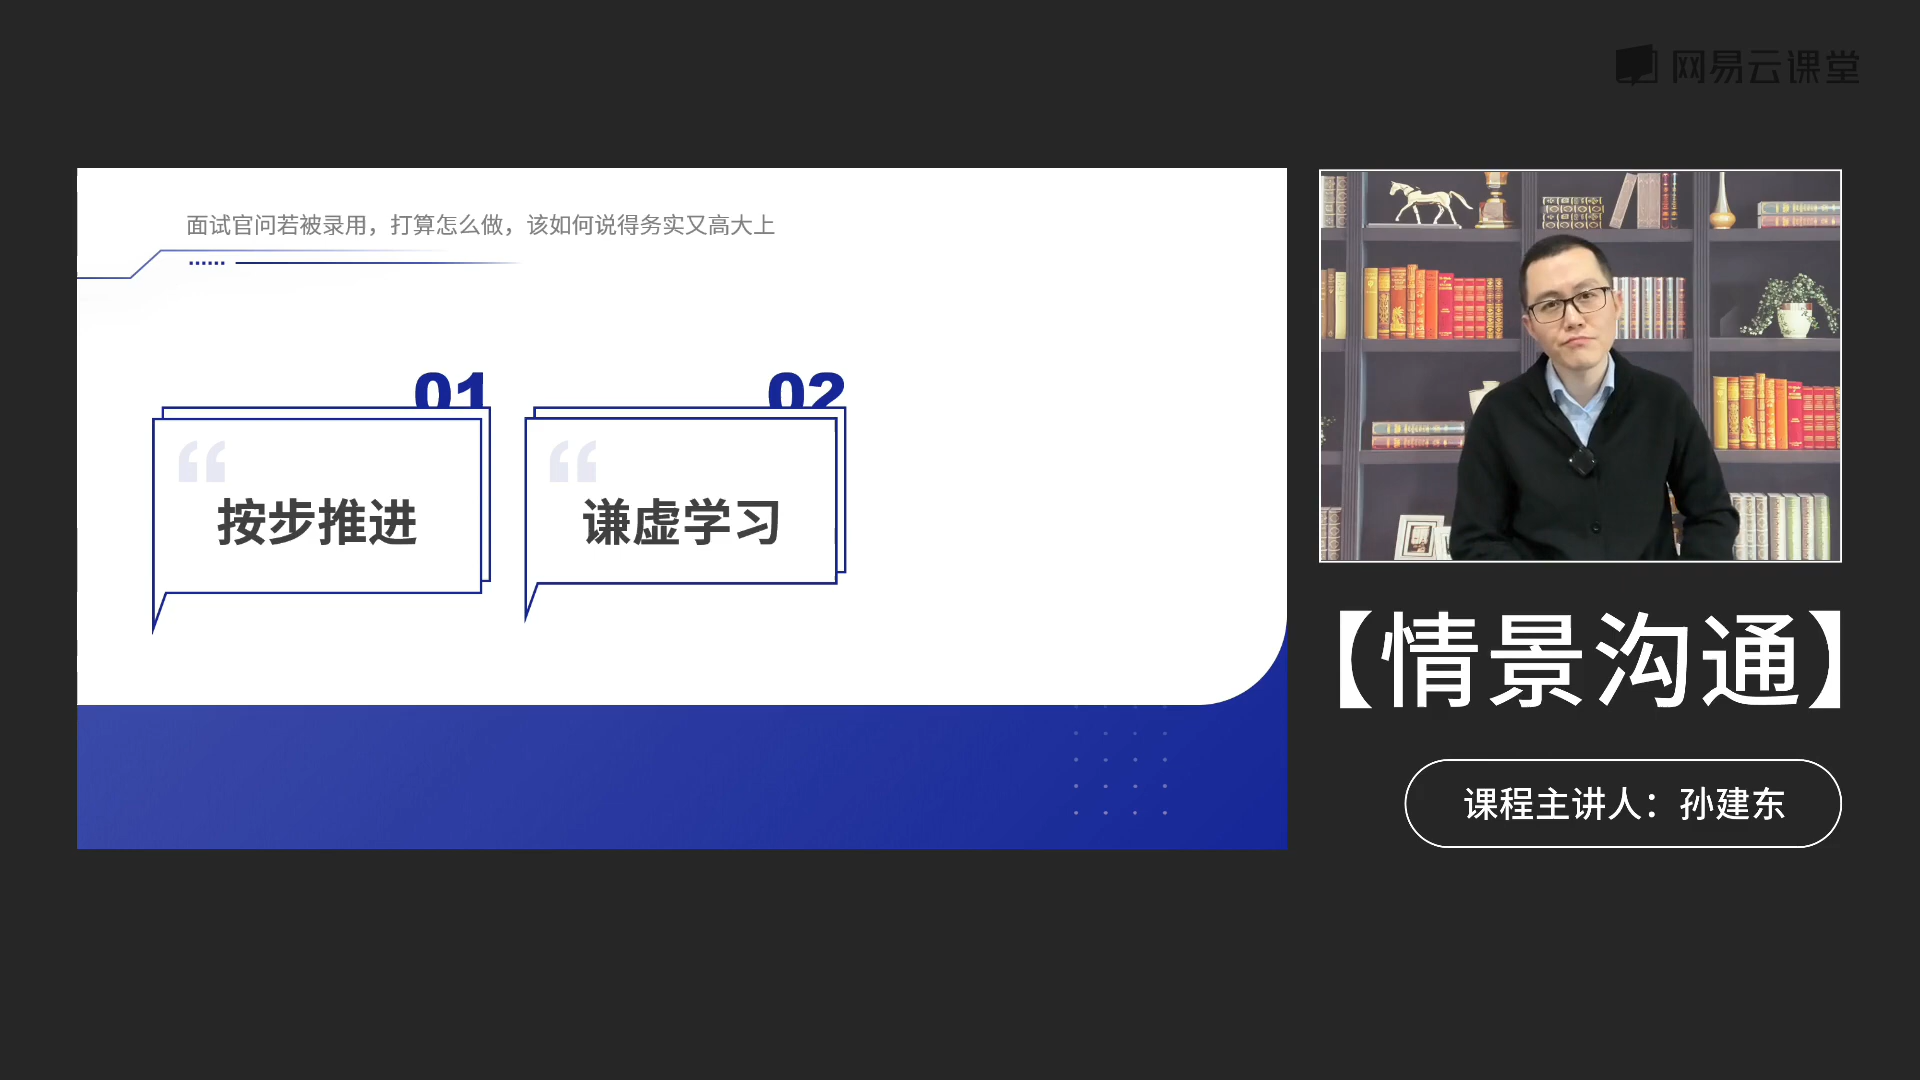 网易云课堂
面试官问若被录用，打算怎么做，该如何说得务实又高大上
01
按步推进
02
谦虚学习
【情景沟通】
课程主讲人：孙建东